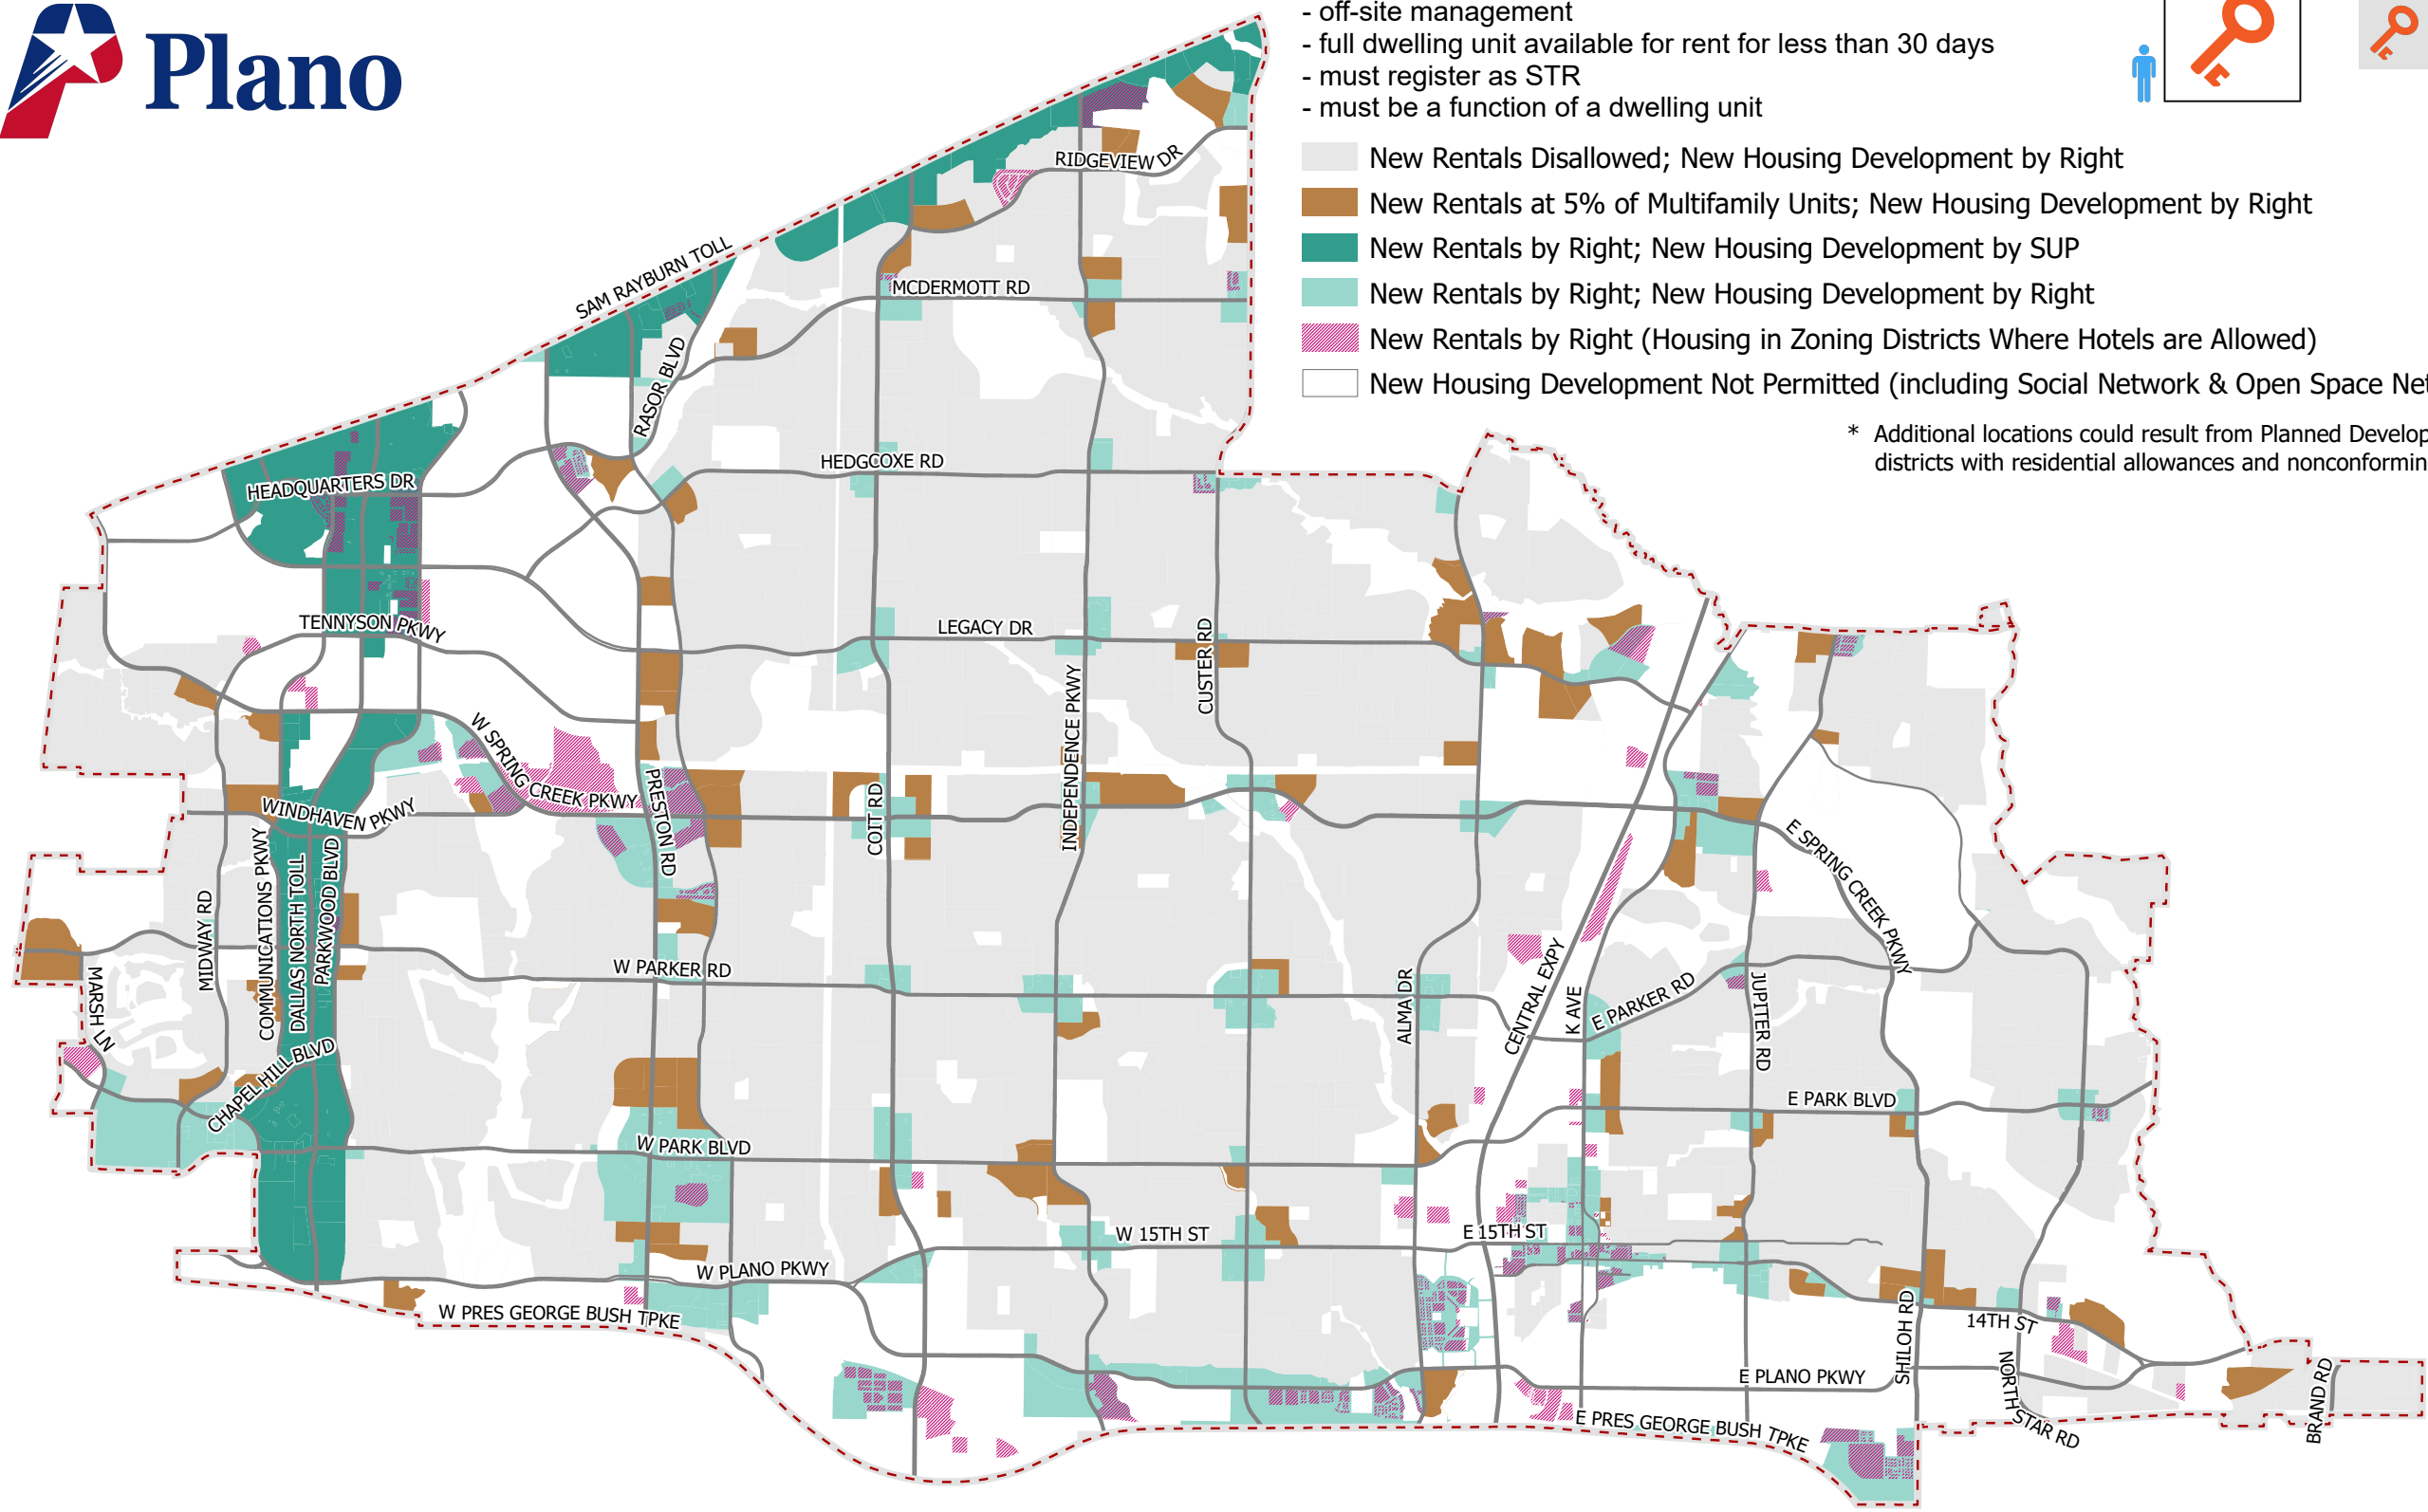 Plano
- off-site management
- full dwelling unit available for rent for less than 30 days
- must register as STR
- must be a function of a dwelling unit
New Rentals Disallowed; New Housing Development by Right
New Rentals at 5% of Multifamily Units; New Housing Development by Right
New Rentals by Right; New Housing Development by SUP
New Rentals by Right; New Housing Development by Right
New Rentals by Right (Housing in Zoning Districts Where Hotels are Allowed)
New Housing Development Not Permitted (including Social Network & Open Space Net
* Additional locations could result from Planned Develop
districts with residential allowances and nonconformin
RIDGEVIEW DR
SAM RAYBURN TOLL
MCDERMOTT RD
RASOR BLVD
HEDGCOXE RD
HEADQUARTERS DR
TENNYSON PKWY
LEGACY DR
CUSTER RD
INDEPENDENCE PKWY
W SPRING CREEK PKWY
PRESTON RD
COIT RD
WINDHAVEN PKWY
E SPRING CREEK PKWY
MIDWAY RD
COMMUNICATIONS PKWY
DALLAS NORTH TOLL
PARKWOOD BLVD
W PARKER RD
MARSH LN
ALMA DR
CENTRAL EXPY
K AVE
E PARKER RD
JUPITER RD
CHAPEL HILL BLVD
E PARK BLVD
W PARK BLVD
W 15TH ST
E 15TH ST
W PLANO PKWY
W PRES GEORGE BUSH TPKE
SHILOH RD
14TH ST
NORTH STAR RD
E PLANO PKWY
BRAND RD
E PRES GEORGE BUSH TPKE